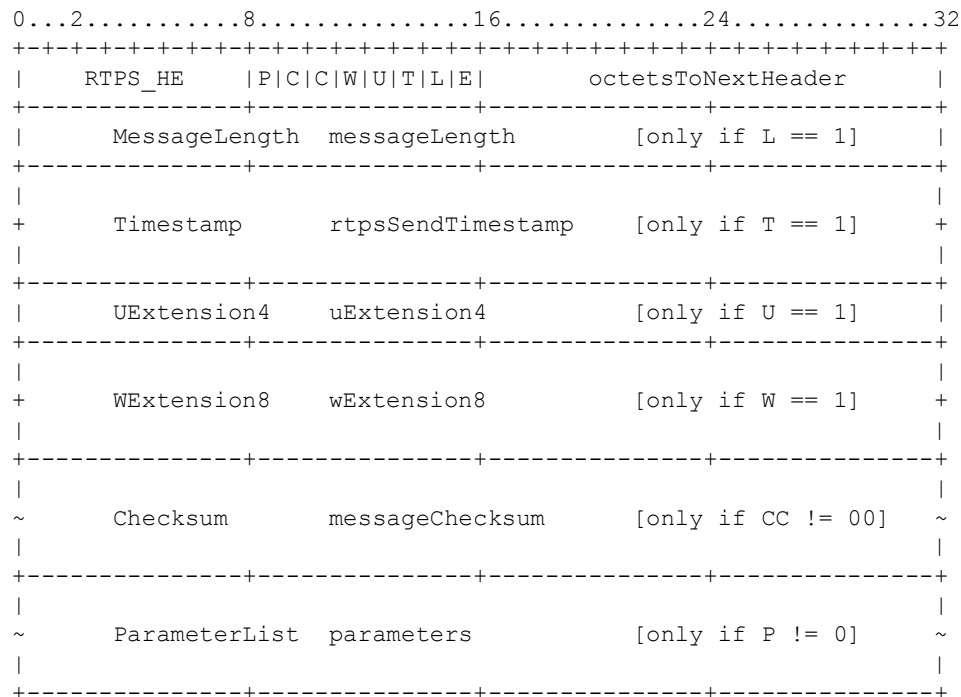 0...2...........8...............16..............24..............32
+-+-+-+-+-+-+-+-+-+-+-+-+-+-+-+-+-+-+-+-+-+-+-+-+-+-+-+-+-+-+-+-+
|    RTPS_HE    |P|C|C|W|U|T|L|E|       octetsToNextHeader      |
+---------------+---------------+---------------+---------------+
|      MessageLength  messageLength        [only if L == 1]     |
+---------------+---------------+---------------+---------------+
|                                                               |
+      Timestamp      rtpsSendTimestamp    [only if T == 1]     +
|                                                               |
+---------------+---------------+---------------+---------------+
|      UExtension4    uExtension4          [only if U == 1]     |
+---------------+---------------+---------------+---------------+
|                                                               |
+      WExtension8    wExtension8          [only if W == 1]     +
|                                                               |
+---------------+---------------+---------------+---------------+
|                                                               |
~      Checksum       messageChecksum      [only if CC != 00]   ~
|                                                               |
+---------------+---------------+---------------+---------------+
|                                                               |
~      ParameterList  parameters           [only if P != 0]     ~
|                                                               |
+---------------+---------------+---------------+---------------+